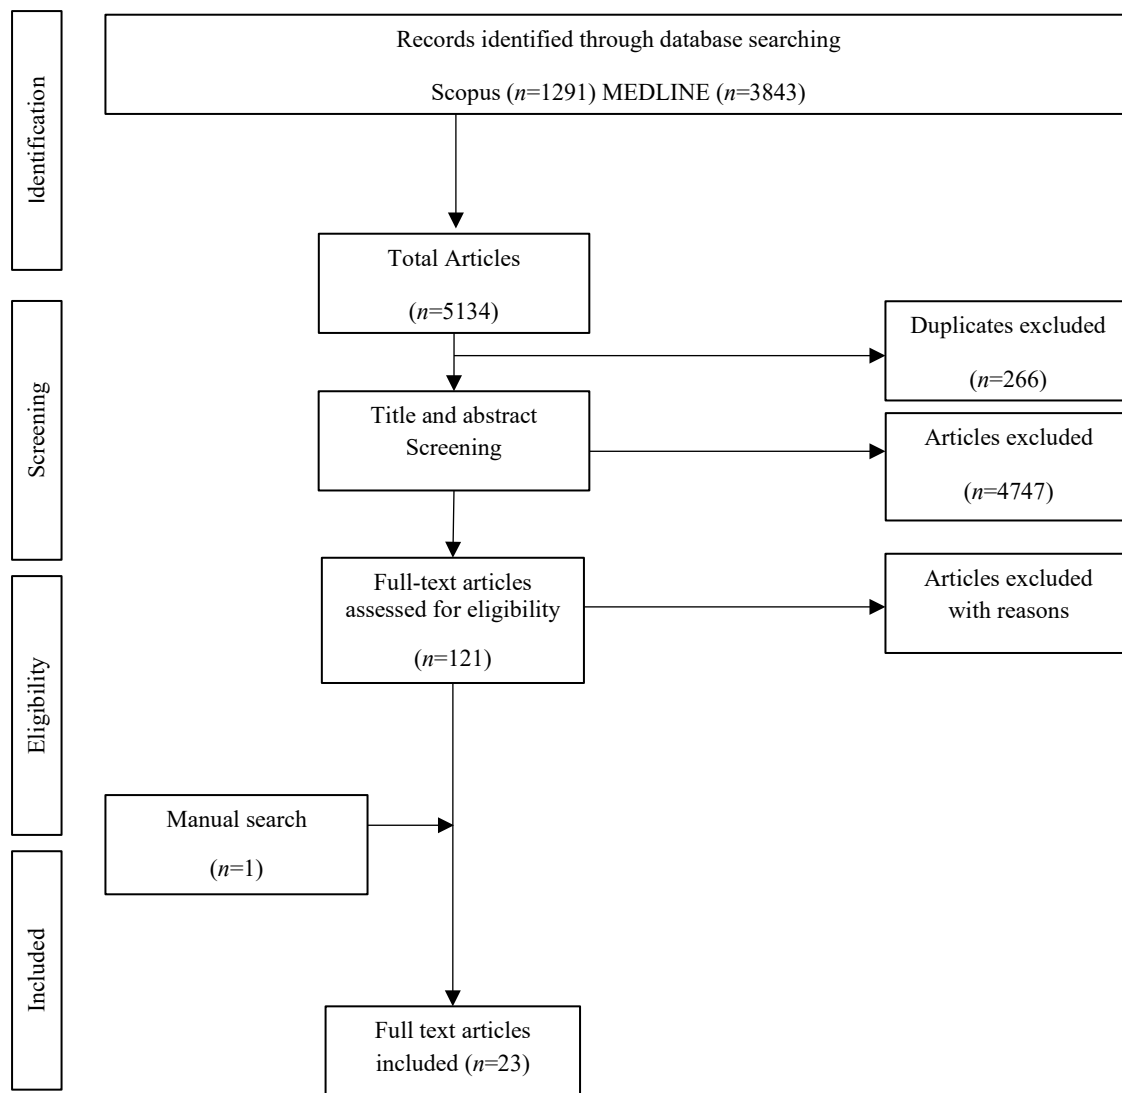 Identification
Records identified through database searching
Scopus (n=1291) MEDLINE (n=3843)
Total Articles
(n=5134)
Screening
Duplicates excluded
(n=266)
Title and abstract
Screening
Articles excluded
(n=4747)
Eligibility
Full-text articles
assessed for eligibility
(n=121)
Articles excluded
with reasons
Manual search
(n=1)
Included
Full text articles
included (n=23)